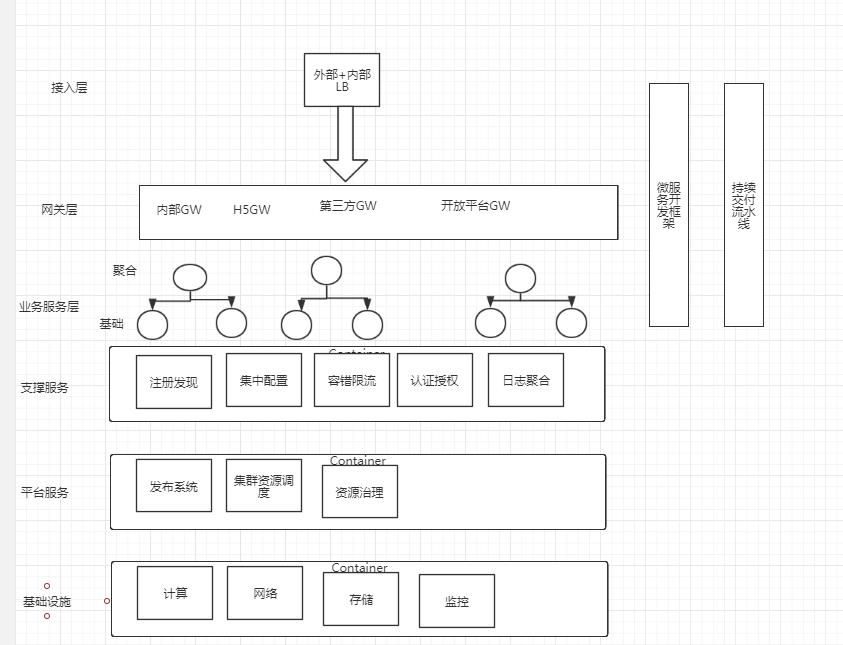 外部+内部
LB
接入层
微服
务开
发框
架
持续
交付
流水
线
网关层
内部GW
H5GW
第三方GW
开放平台GW
聚合
业务服务层
基础
Container
支撑服务
注册发现
集中配置
容错限流
认证授权
日志聚合
Container
平台服务
发布系统
集群资源调
度
资源治理
Container
基础设施
计算
网络
存储
监控